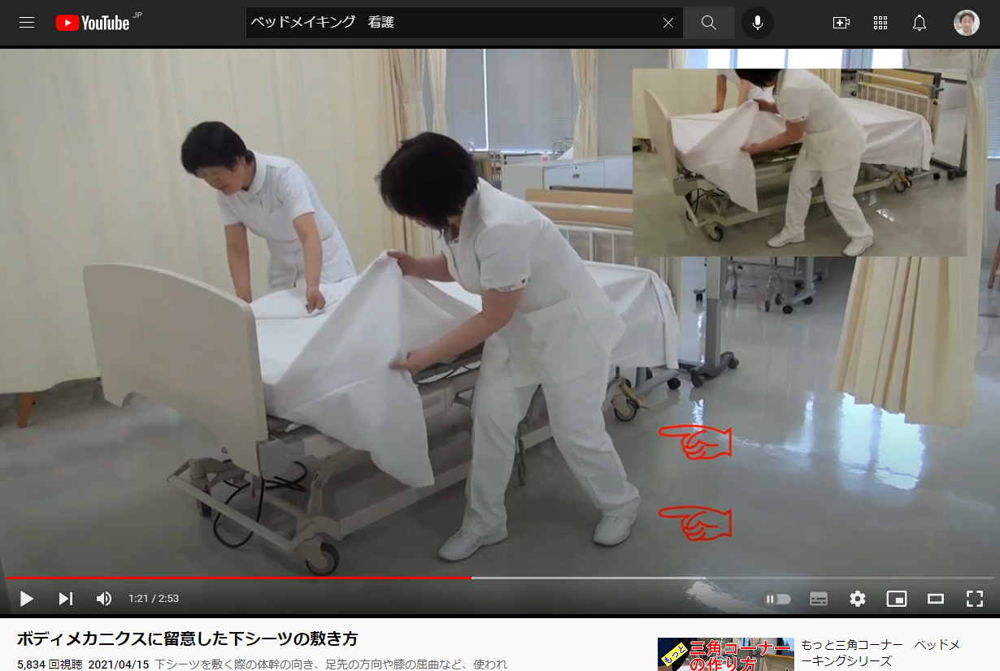 YouTube JP
ベッドメイキング　看護
1:21 / 2:53
ボディメカニクスに留意した下シーツの敷き方
5,834 回視聴 2021/04/15 下シーツを敷く際の体幹の向き、足先の方向や膝の屈曲など、使われ
もっと
三角コーナー
の作り方
もっと三角コーナー　ベッドメ
ーキングシリーズ